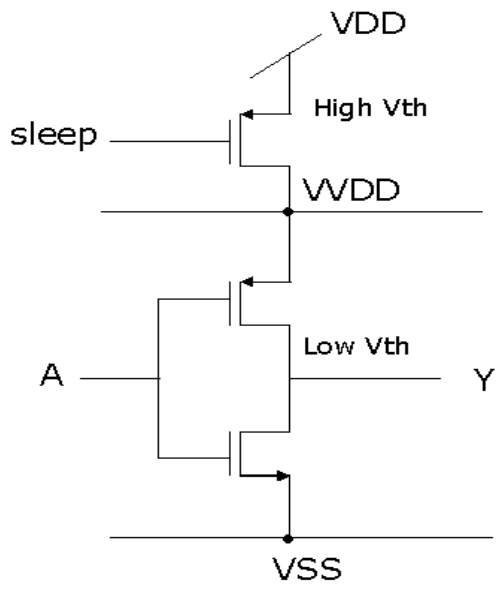 VDD
High Vth
sleep
VVDD
Low Vth
A
Y
VSS